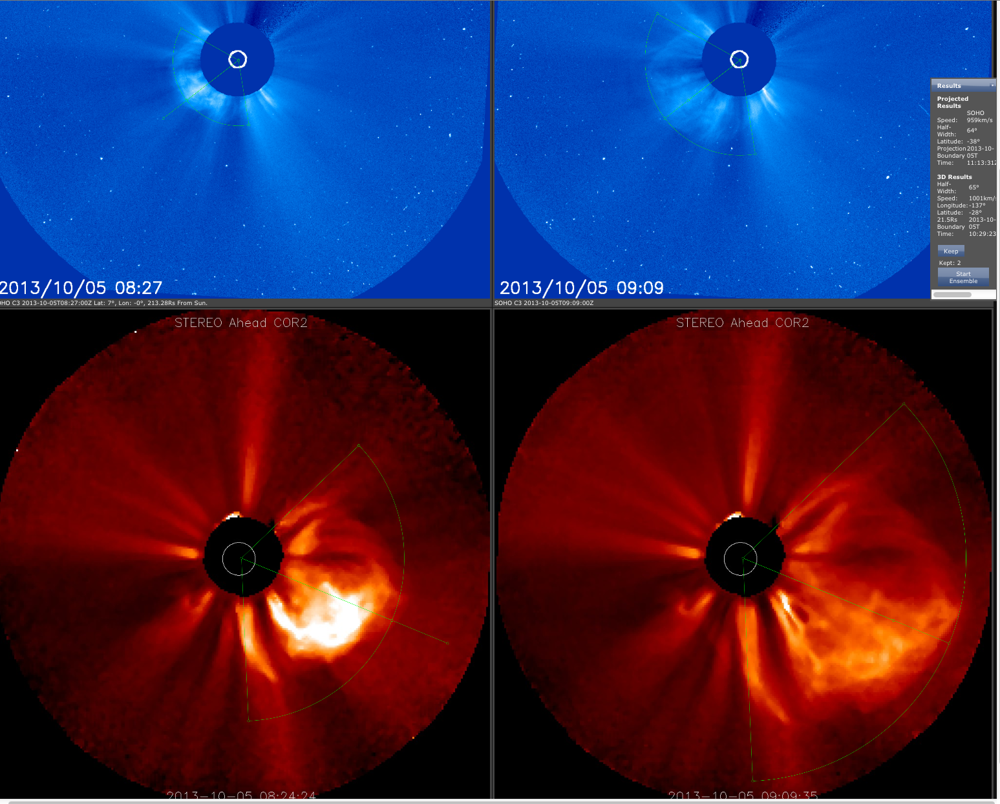 2013/10/05 08:27
2013/10/05 09:09
OHO C3 2013-10-05T08:27:00Z Lat: 7°, Lon: -0°, 213.28Rs From Sun.
SOHO C3 2013-10-05T09:09:00Z
Results
Projected
Results
SOHO
Speed: 959km/s
Half-
Width: 64°
Latitude: -38°
Projection 2013-10-
Boundary 05T
Time: 11:13:31Z
3D Results
Half-
Width: 65°
Speed: 1001km/s
Longitude: -137°
Latitude: -28°
21.5Rs 2013-10-
Boundary 05T
Time: 10:29:23
Keep
Kept: 2
Start
Ensemble
STEREO Ahead COR2
STEREO Ahead COR2
2013-10-05 08:24:24
2013-10-05 09:09:35